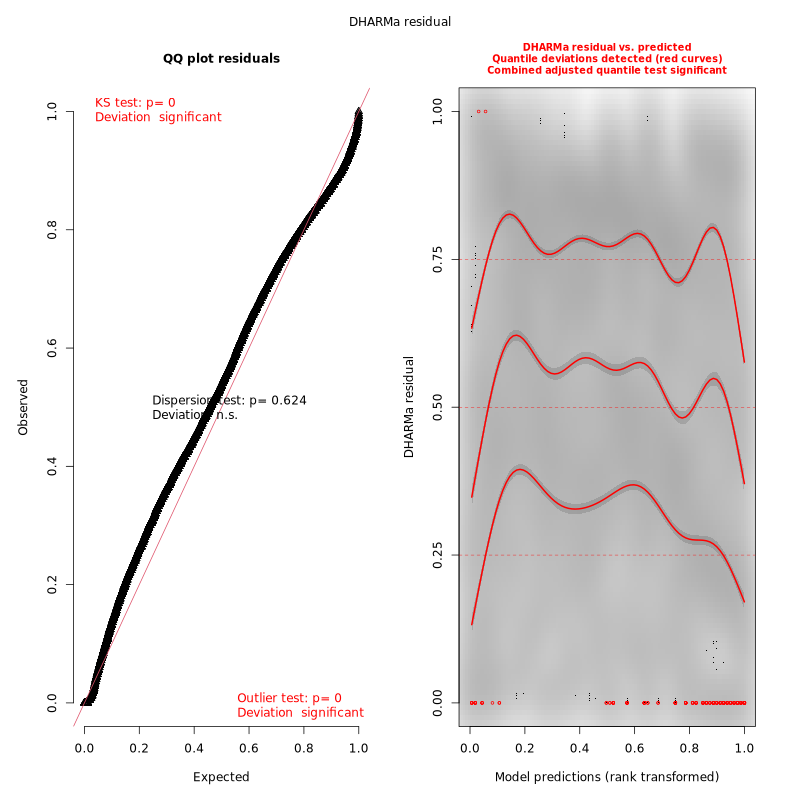 DHARMa residual
QQ plot residuals
KS test: p= 0
Deviation  significant
Dispersion test: p= 0.624
Deviation n.s.
Outlier test: p= 0
Deviation  significant
0.0
0.2
0.4
0.6
0.8
1.0
Observed
0.0
0.2
0.4
0.6
0.8
1.0
Expected
DHARMa residual vs. predicted
Quantile deviations detected (red curves)
Combined adjusted quantile test significant
0.00
0.25
0.50
0.75
1.00
DHARMa residual
0.0
0.2
0.4
0.6
0.8
1.0
Model predictions (rank transformed)